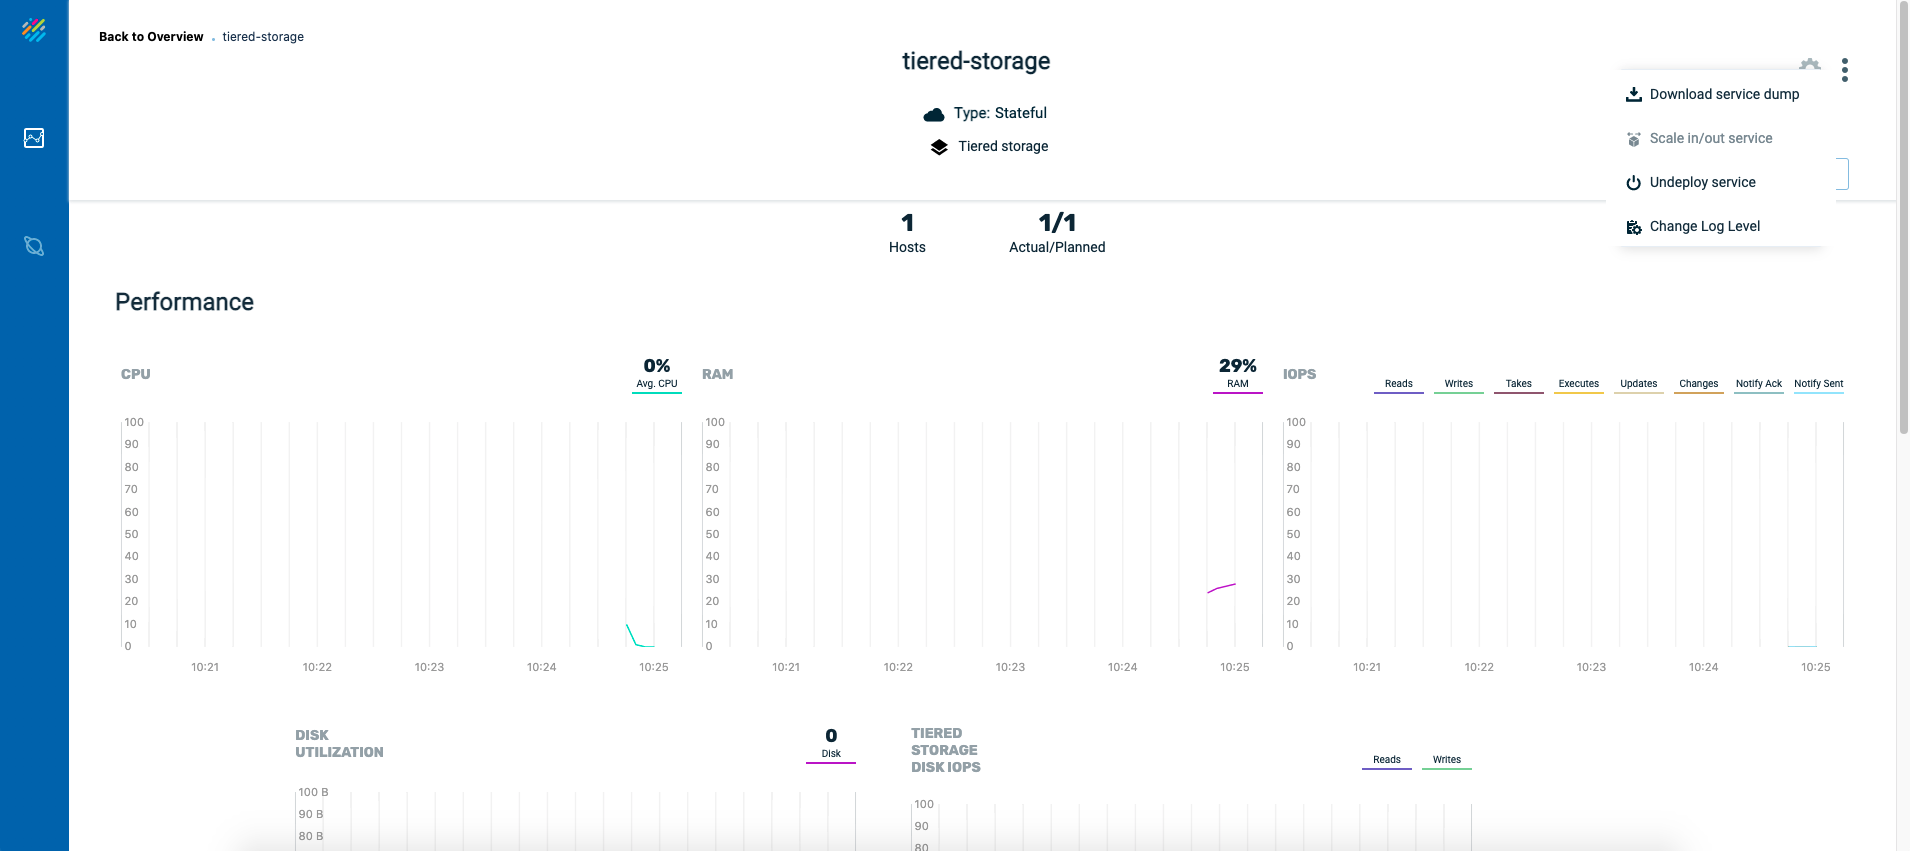 Back to Overview . tiered-storage
tiered-storage
Type: Stateful
Tiered storage
Download service dump
Scale in/out service
Undeploy service
Change Log Level
1 1/1
Hosts Actual/Planned
Performance
CPU
0%
Avg. CPU
100
90
80
70
60
50
40
30
20
10
0
10:21 10:22 10:23 10:24 10:25
RAM
29%
RAM
100
90
80
70
60
50
40
30
20
10
0
10:21 10:22 10:23 10:24 10:25
IOPS
Reads Writes Takes Executes Updates Changes Notify Ack Notify Sent
100
90
80
70
60
50
40
30
20
10
0
10:21 10:22 10:23 10:24 10:25
DISK
UTILIZATION
0
Disk
100 B
90 B
80 B
TIERED
STORAGE
DISK IOPS
Reads Writes
100
90
80